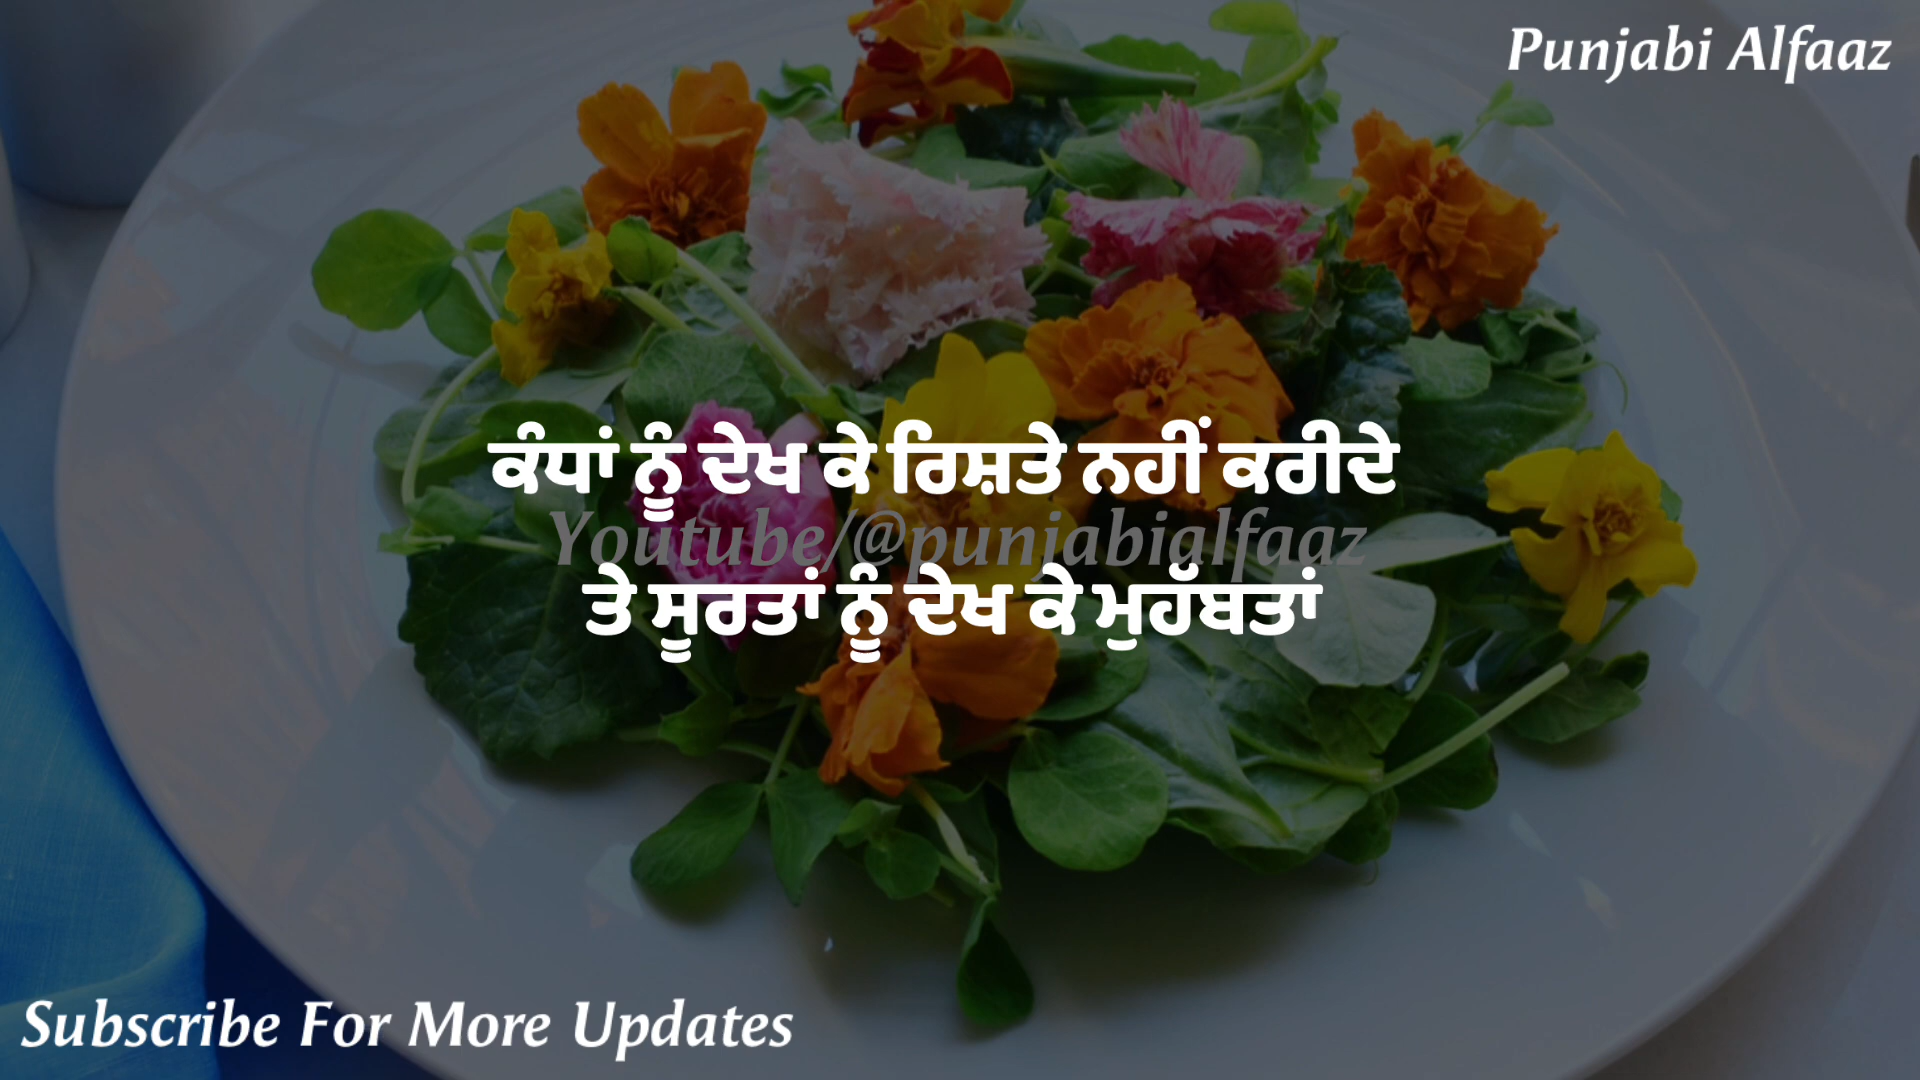 Punjabi Alfaaz
ਕੰਧਾਂ ਨੂੰ ਦੇਖ ਕੇ ਰਿਸ਼ਤੇ ਨਹੀਂ ਕਰੀਦੇ
Youtube/@punjabialfaaz
ਤੇ ਸੂਰਤਾਂ ਨੂੰ ਦੇਖ ਕੇ ਮੁਹੱਬਤਾਂ
Subscribe For More Updates